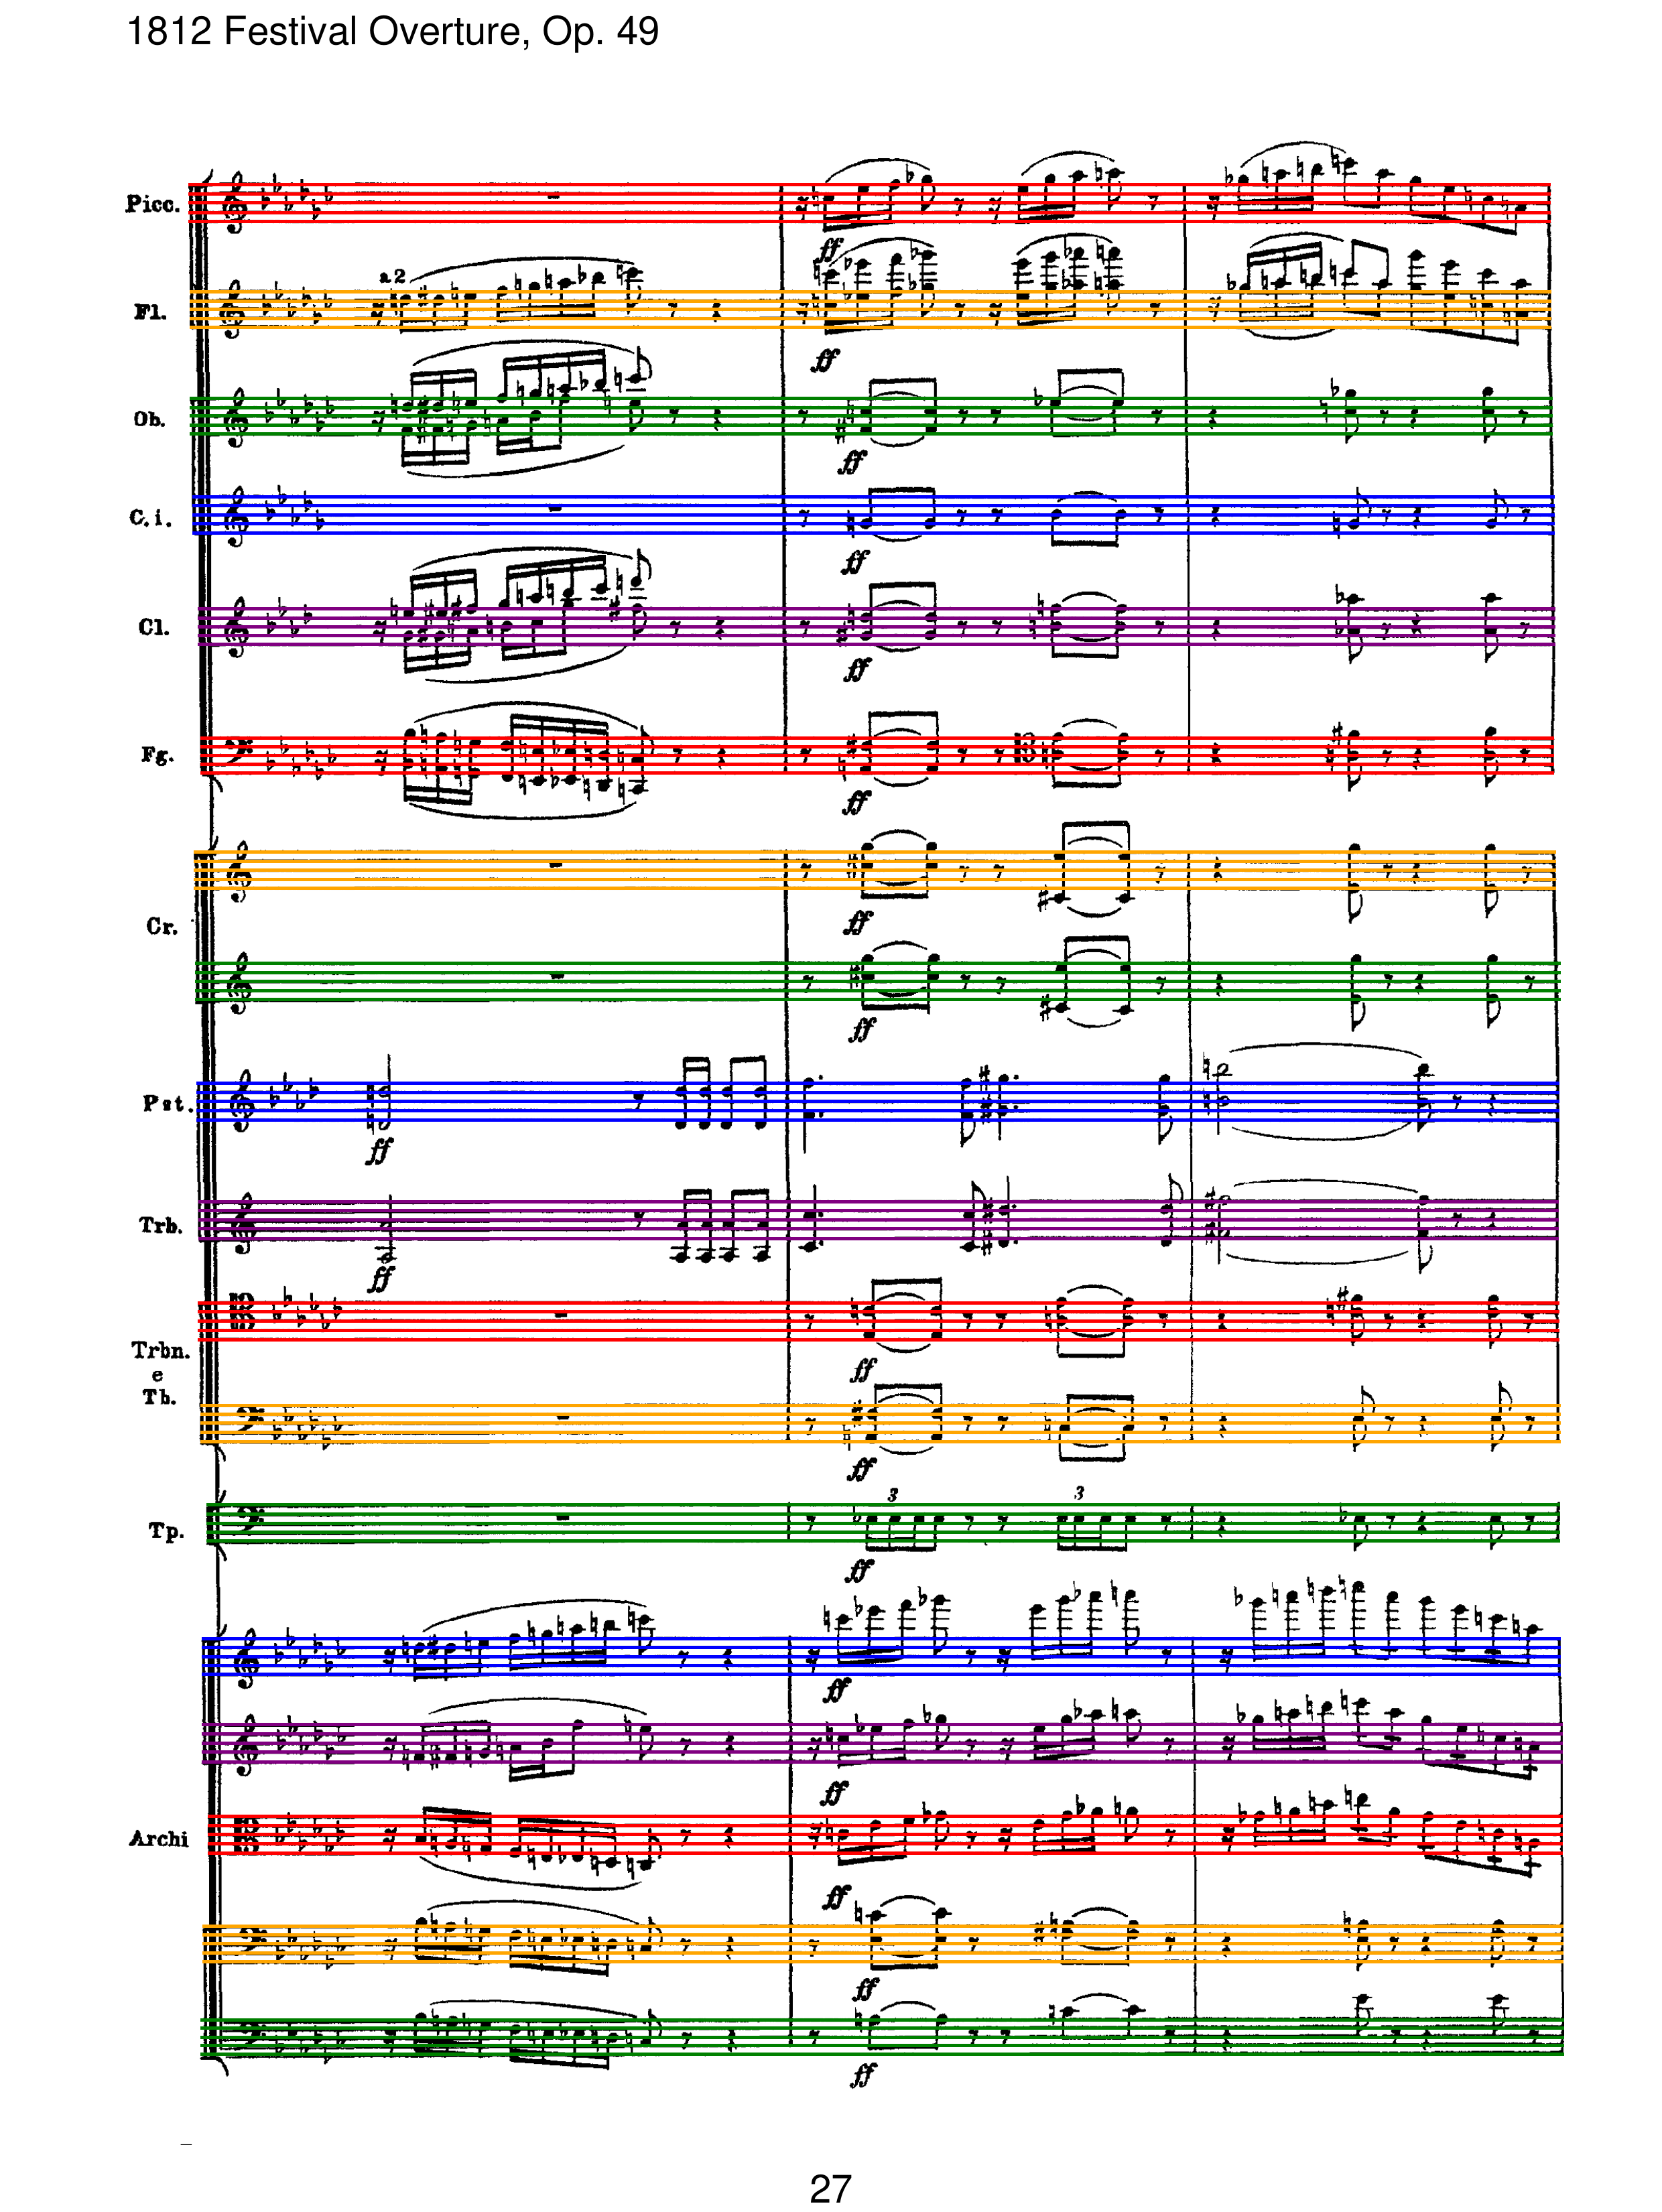 1812 Festival Overture, Op. 49
Picc.
ff
a2
Fl.
ff
Ob.
ff
C. i.
ff
Cl.
ff
Fg.
ff
Cr.
ff
ff
Pst.
ff
Trb.
ff
Trbn.
e
Tb.
ff
ff
3 3
Tp.
ff
ff
ff
Archi
ff
ff
ff
27